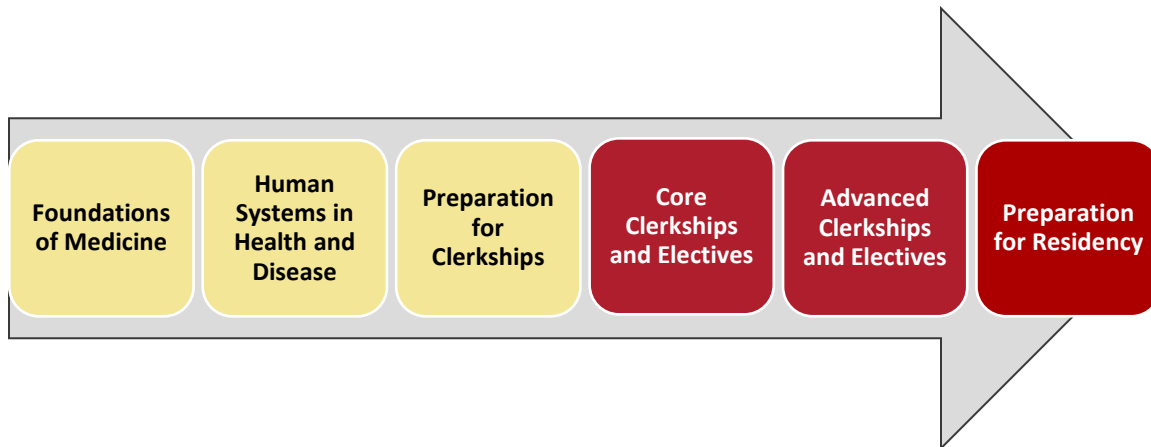 Foundations
of Medicine
Human
Systems in
Health and
Disease
Preparation
for
Clerkships
Core
Clerkships
and Electives
Advanced
Clerkships
and Electives
Preparation
for Residency